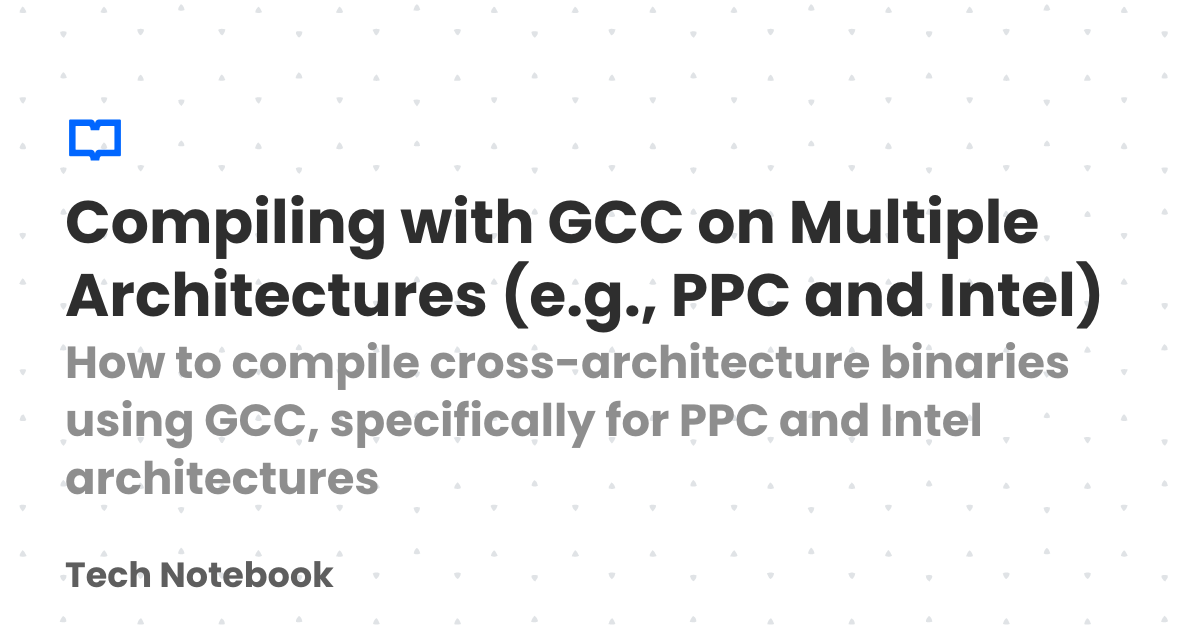 Compiling with GCC on Multiple
Architectures (e.g., PPC and Intel)
How to compile cross-architecture binaries
using GCC, specifically for PPC and Intel
architectures
Tech Notebook